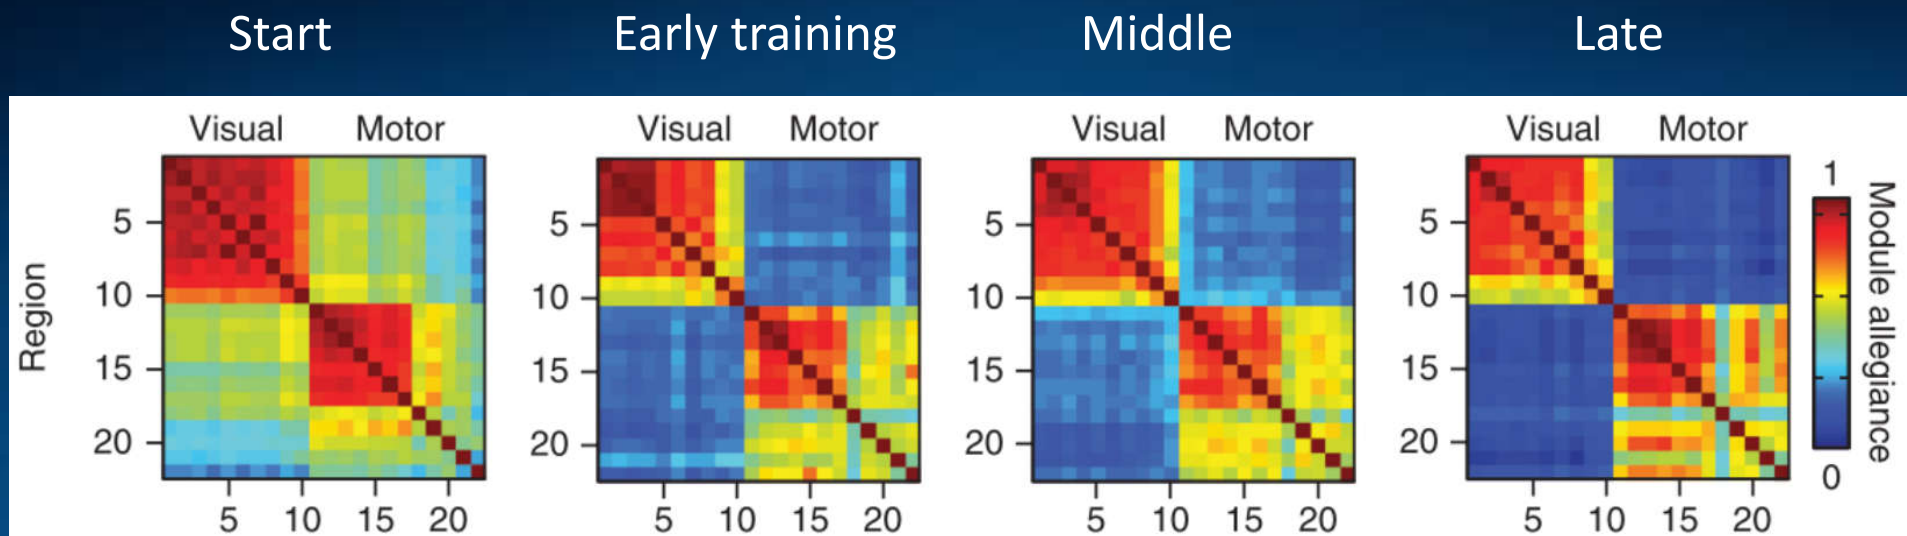 Start Early training Middle Late
Visual Motor Visual Motor Visual Motor Visual Motor
1
5 5 5 5
10 10 10 10
15 15 15 15
20 20 20 20
0
5 10 15 20 5 10 15 20 5 10 15 20 5 10 15 20
Region
Module allegiance